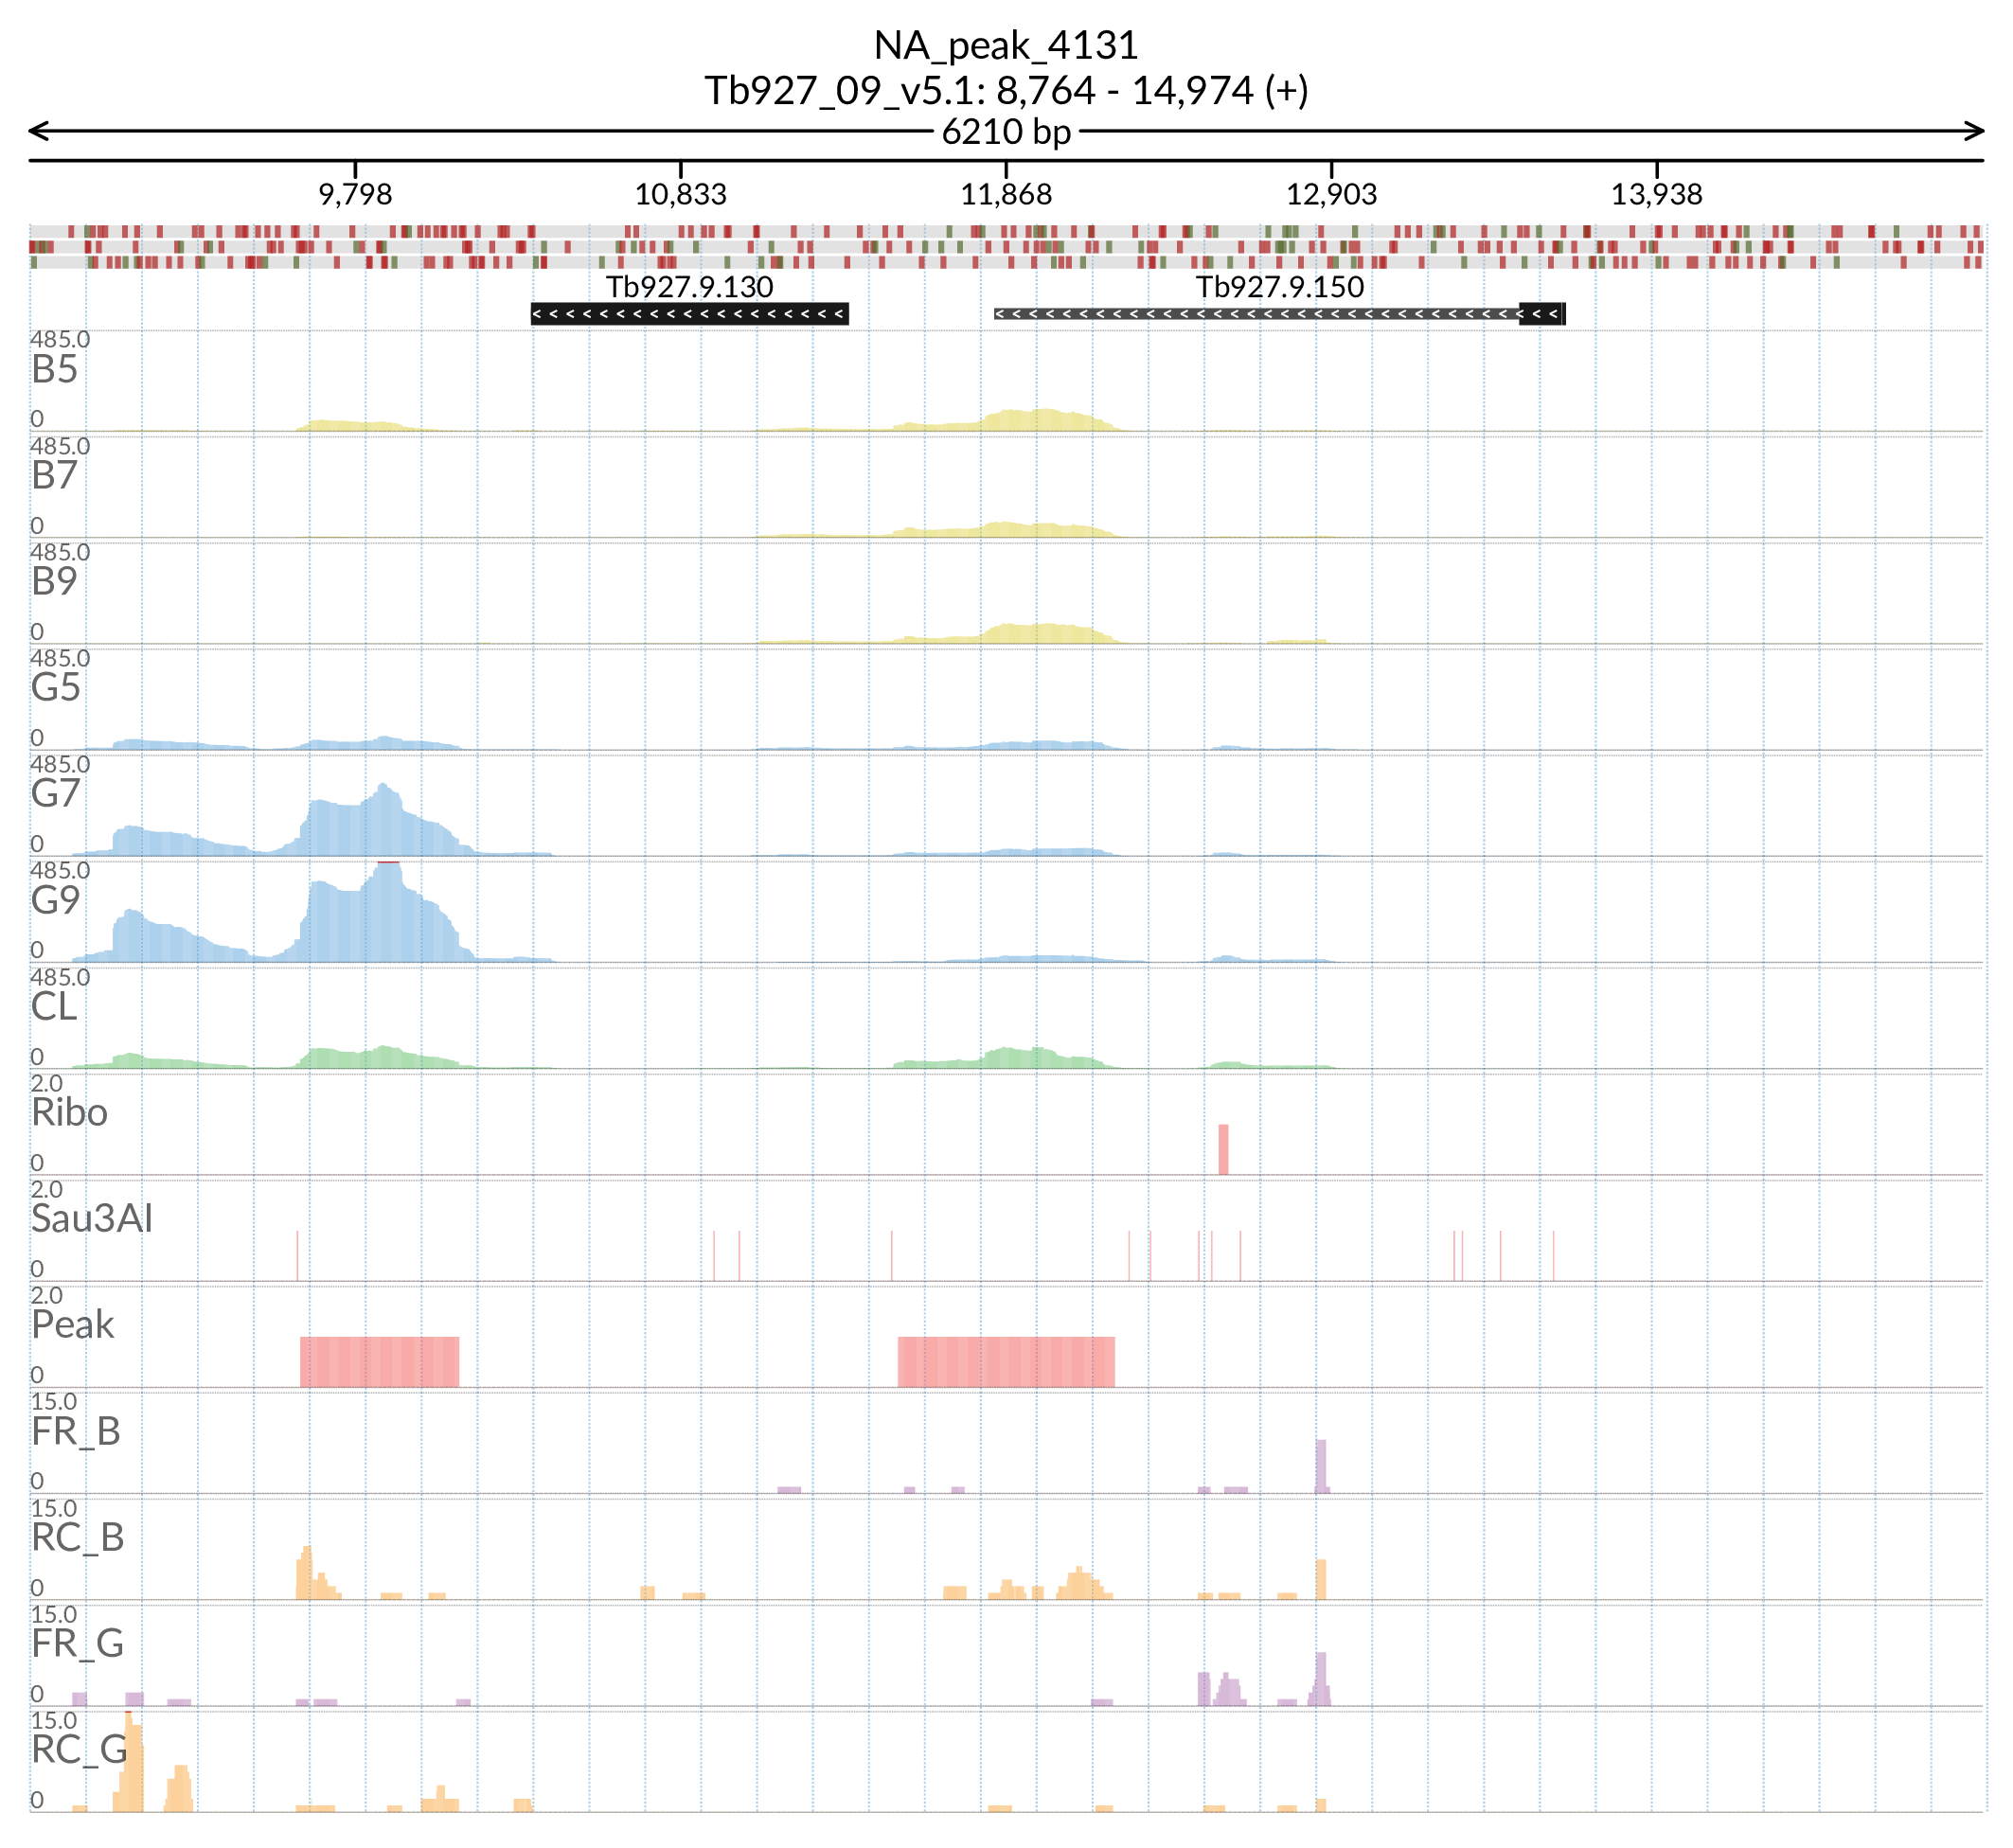 NA_peak_4131
Tb927_09_v5.1: 8,764 - 14,974 (+)
6210 bp
9,798 10,833 11,868 12,903 13,938
Tb927.9.130 Tb927.9.150
485.0
B5
0
485.0
B7
0
485.0
B9
0
485.0
G5
0
485.0
G7
0
485.0
G9
0
485.0
CL
0
2.0
Ribo
0
2.0
Sau3AI
0
2.0
Peak
0
15.0
FR_B
0
15.0
RC_B
0
15.0
FR_G
0
15.0
RC_G
0